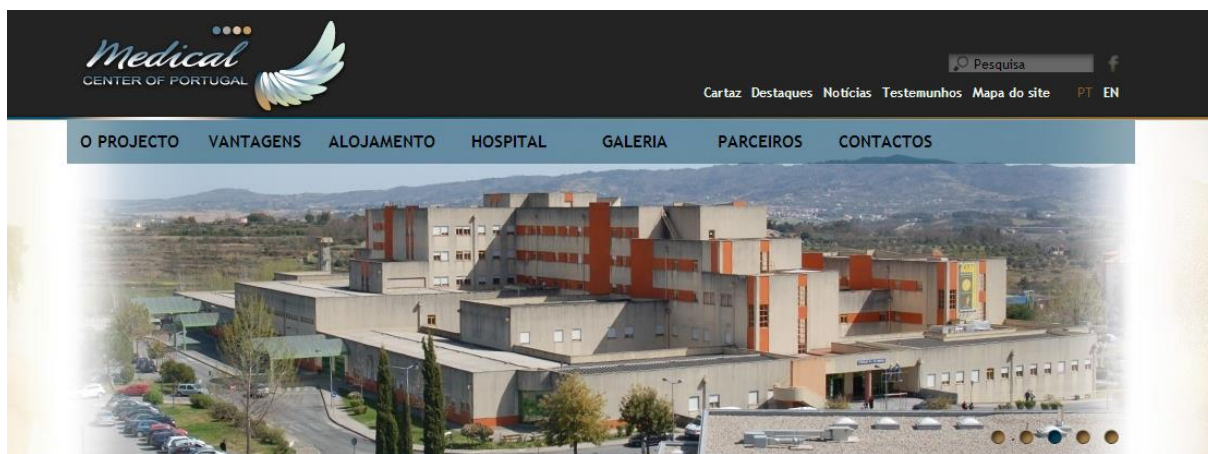 Medical
CENTER OF PORTUGAL
Pesquisa
Cartaz Destaques Notícias Testemunhos Mapa do site PT EN
O PROJECTO VANTAGENS ALOJAMENTO HOSPITAL GALERIA PARCEIROS CONTACTOS